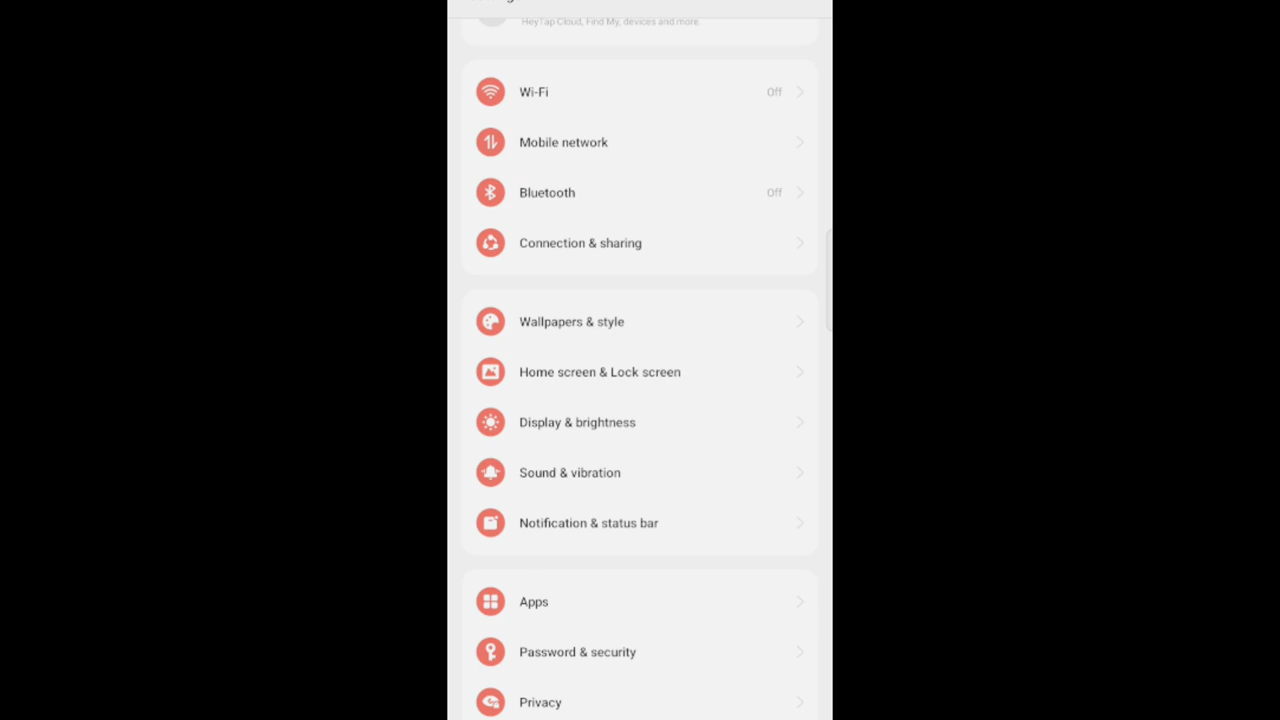 HeyTap Cloud, Find My, devices and more.
Wi-Fi Off
Mobile network
Bluetooth Off
Connection & sharing
Wallpapers & style
Home screen & Lock screen
Display & brightness
Sound & vibration
Notification & status bar
Apps
Password & security
Privacy